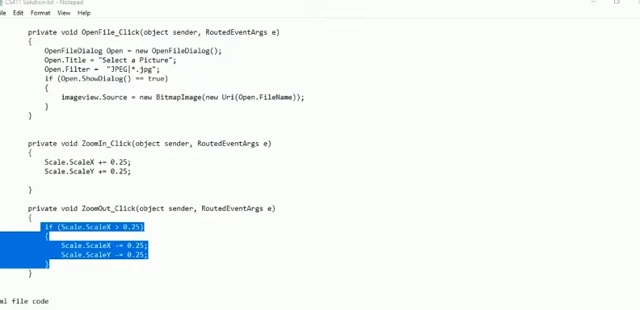 CS411 Solution.txt - Notepad
File Edit Format View Help
private void OpenFile_Click(object sender, RoutedEventArgs e)
{
OpenFileDialog Open = new OpenFileDialog();
Open.Title = "Select a Picture";
Open.Filter = "JPEG|*.jpg";
if (Open.ShowDialog() == true)
{
imageview.Source = new BitmapImage(new Uri(Open.FileName));
}
}
private void ZoomIn_Click(object sender, RoutedEventArgs e)
{
Scale.ScaleX += 0.25;
Scale.ScaleY += 0.25;
}
private void ZoomOut_Click(object sender, RoutedEventArgs e)
{
if (Scale.ScaleX > 0.25)
{
Scale.ScaleX -= 0.25;
Scale.ScaleY -= 0.25;
}
}
ml file code